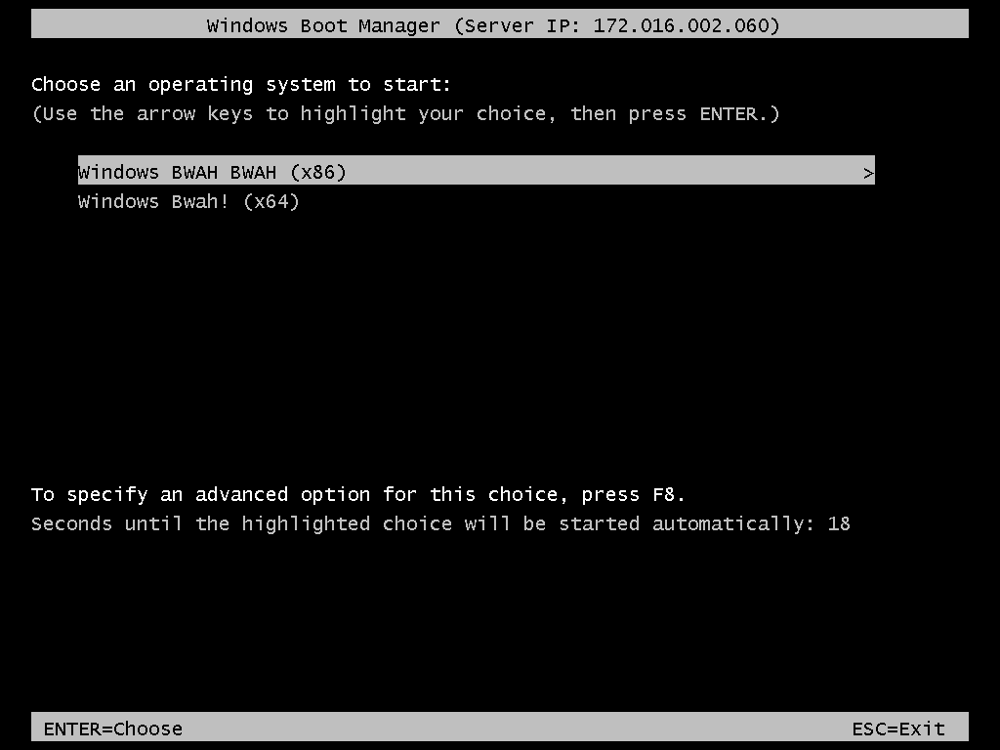 Windows Boot Manager (Server IP: 172.016.002.060)
Choose an operating system to start:
(Use the arrow keys to highlight your choice, then press ENTER.)
Windows BWAH BWAH (x86) >
Windows Bwah! (x64)
To specify an advanced option for this choice, press F8.
Seconds until the highlighted choice will be started automatically: 18
ENTER=Choose ESC=Exit